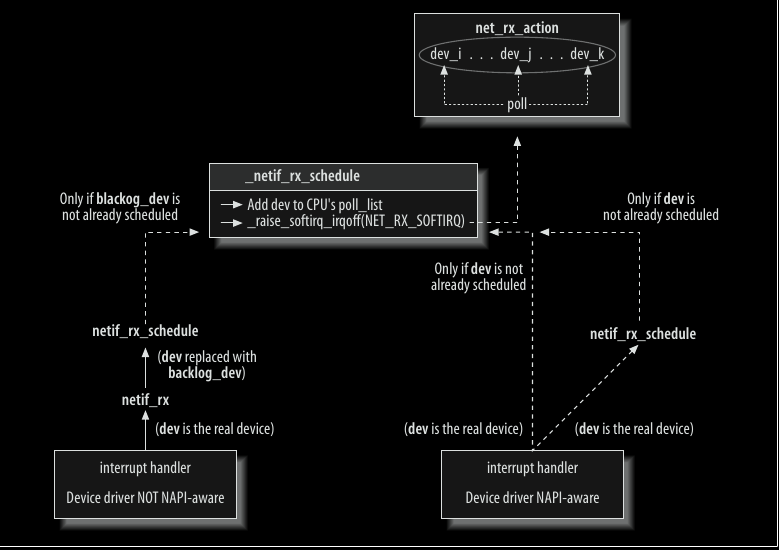 net_rx_action
dev_i . . . dev_j . . . dev_k
poll
_netif_rx_schedule
Add dev to CPU's poll_list
_raise_softirq_irqoff(NET_RX_SOFTIRQ)
Only if blackog_dev is
not already scheduled
Only if dev is
not already scheduled
Only if dev is not
already scheduled
netif_rx_schedule
netif_rx_schedule
(dev replaced with
backlog_dev)
netif_rx
(dev is the real device)
(dev is the real device)
(dev is the real device)
interrupt handler
Device driver NOT NAPI-aware
interrupt handler
Device driver NAPI-aware